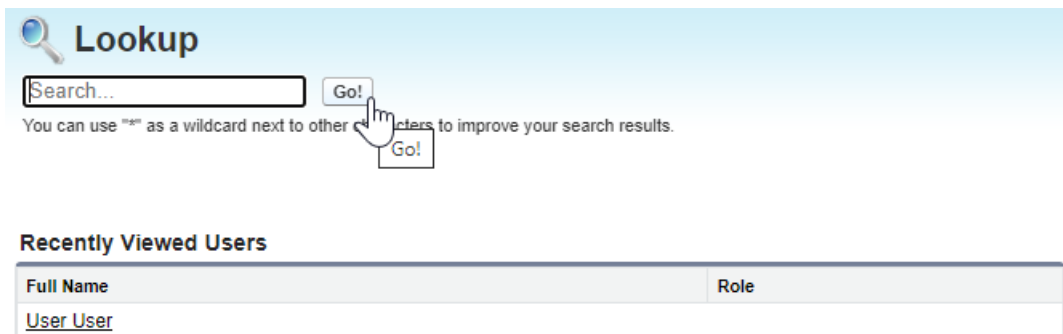 Lookup
Search... Go!
You can use "*" as a wildcard next to other characters to improve your search results.
Go!
Recently Viewed Users
Full Name Role
User User